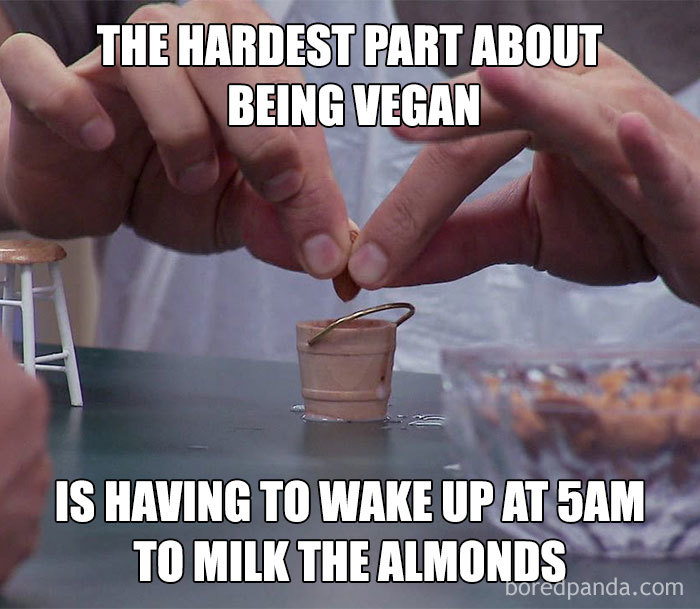 THE HARDEST PART ABOUT
BEING VEGAN
IS HAVING TO WAKE UP AT 5AM
TO MILK THE ALMONDS
boredpanda.com